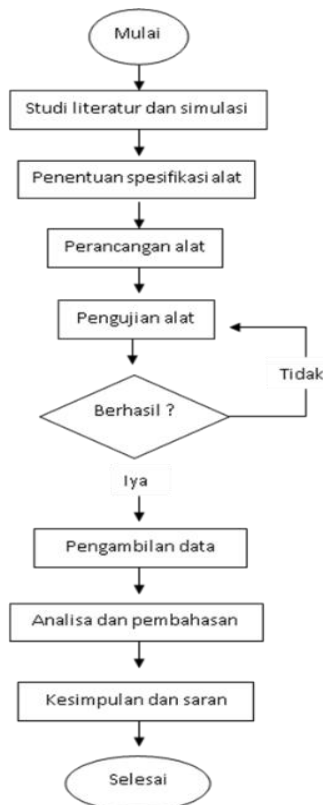 Mulai
Studi literatur dan simulasi
Penentuan spesifikasi alat
Perancangan alat
Pengujian alat
Tidak
Berhasil ?
Iya
Pengambilan data
Analisa dan pembahasan
Kesimpulan dan saran
Selesai